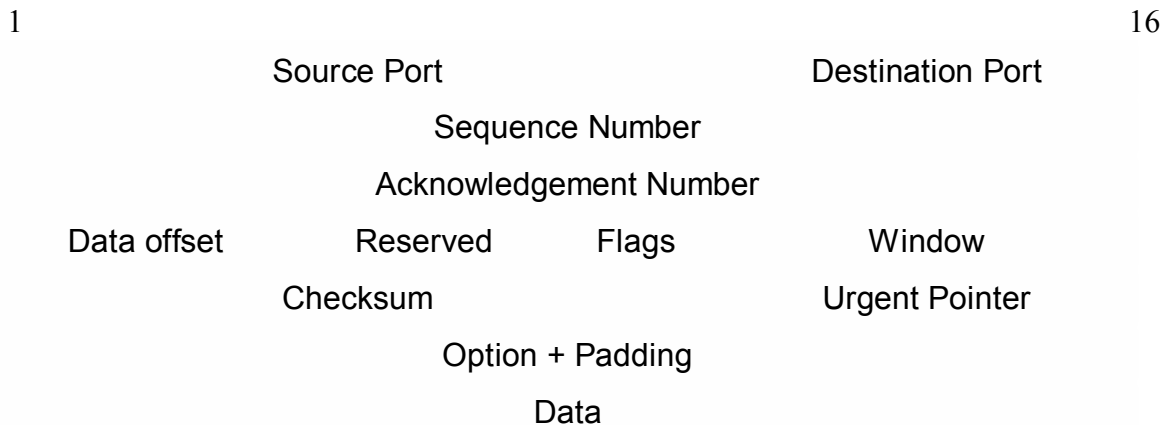 1 16
Source Port Destination Port
Sequence Number
Acknowledgement Number
Data offset Reserved Flags Window
Checksum Urgent Pointer
Option + Padding
Data